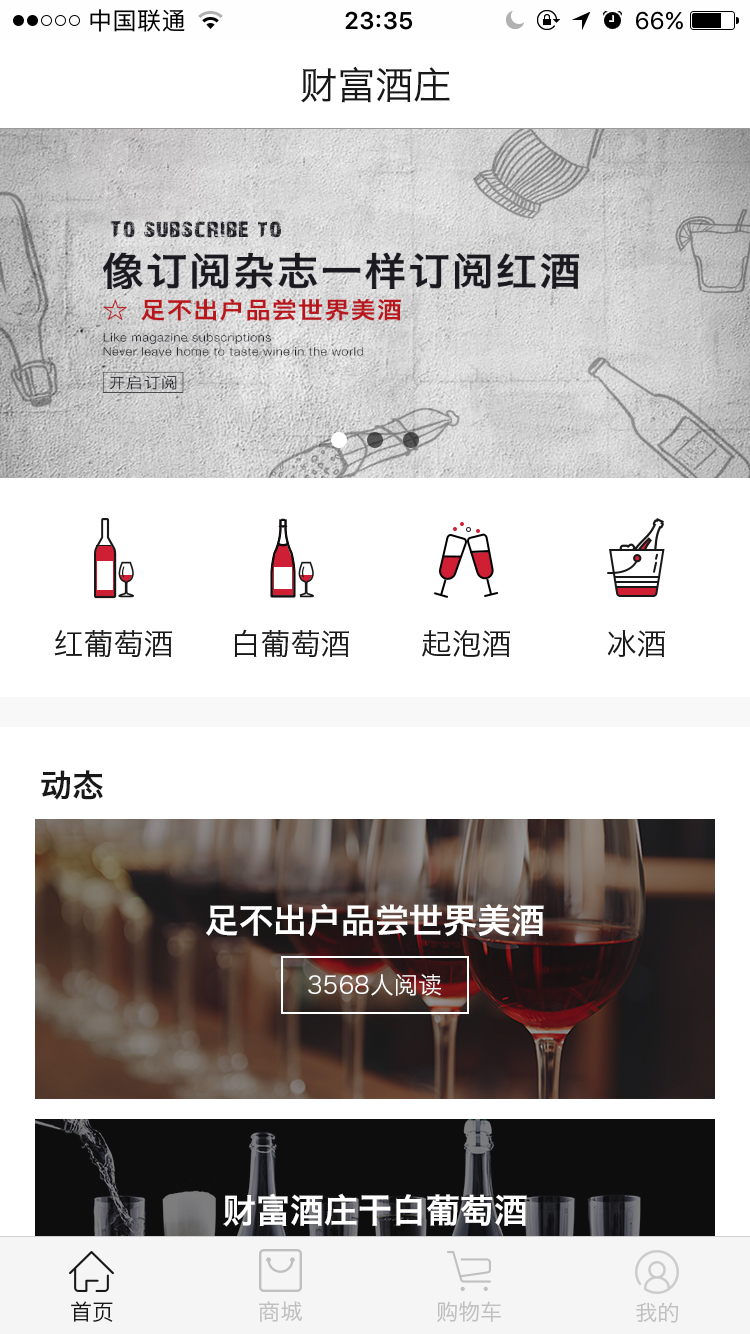 中国联通
23:35
66%
财富酒庄
TO SUBSCRIBE TO
像订阅杂志一样订阅红酒
☆ 足不出户品尝世界美酒
Like magazine subscriptions
Never leave home to taste wine in the world
开启订阅
红葡萄酒
白葡萄酒
起泡酒
冰酒
动态
足不出户品尝世界美酒
3568人阅读
财富酒庄干白葡萄酒
首页
商城
购物车
我的